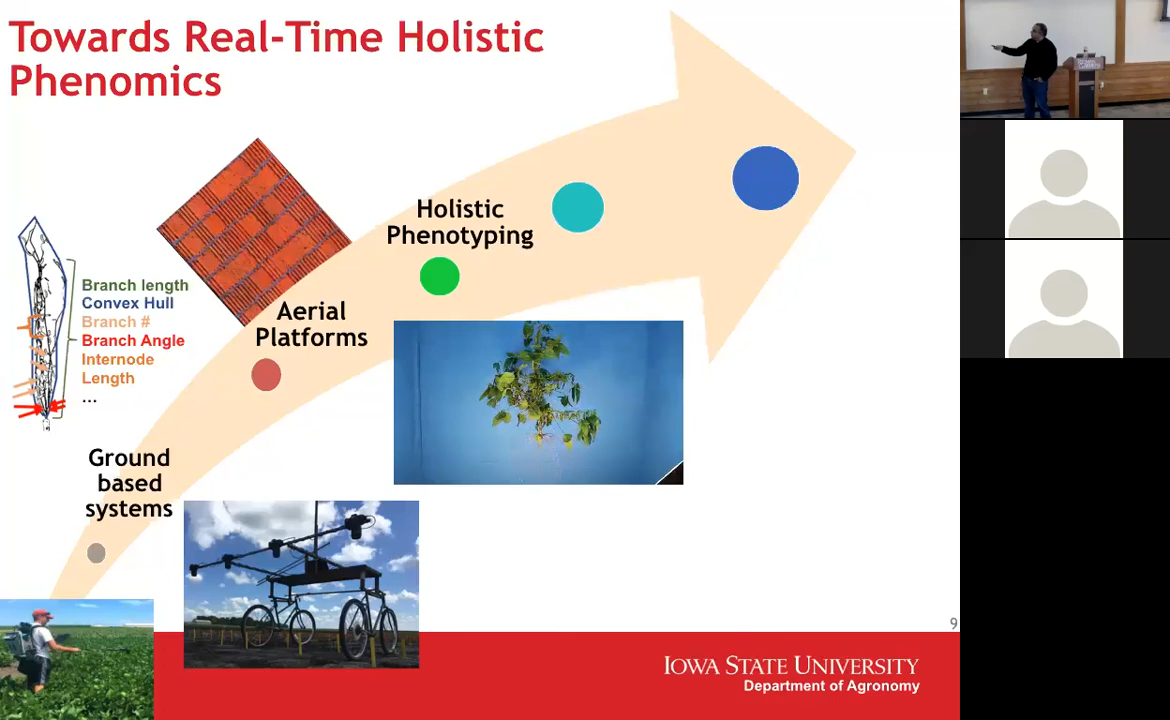 Towards Real-Time Holistic
Phenomics
Holistic
Phenotyping
Branch length
Convex Hull
Branch #
Branch Angle
Internode
Length
...
Aerial
Platforms
Ground
based
systems
9
IOWA STATE UNIVERSITY
Department of Agronomy